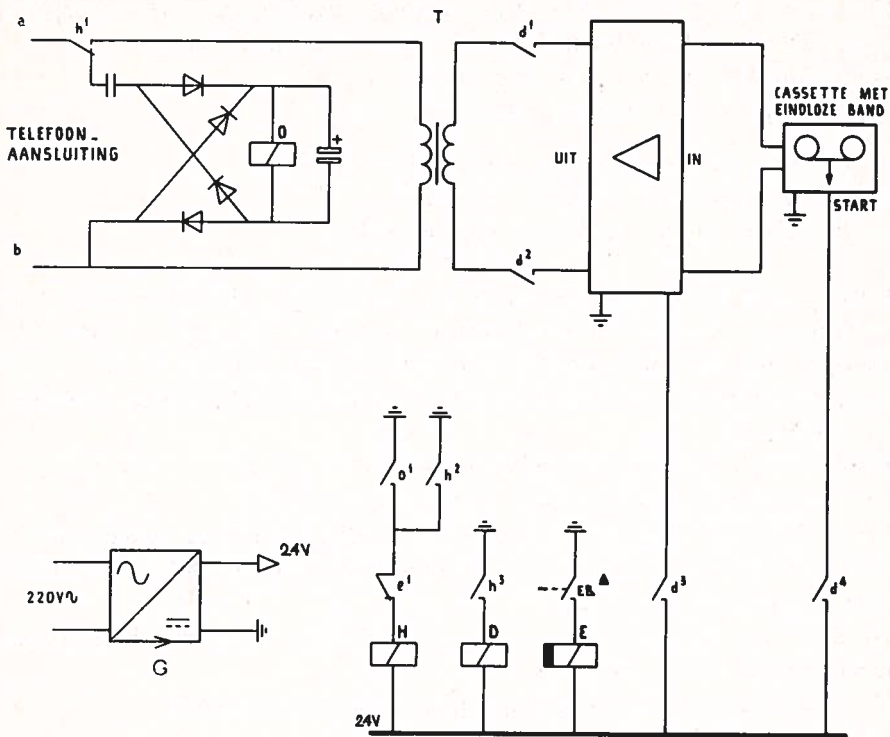 a
h¹
T
d¹
CASSETTE MET
EINDLOZE BAND
TELEFOON-
AANSLUITING
O
+
UIT
IN
START
b
d²
o¹
h²
24V
e¹
h³
EB ▲
d³
d⁴
220V∿
H
D
E
G
24V